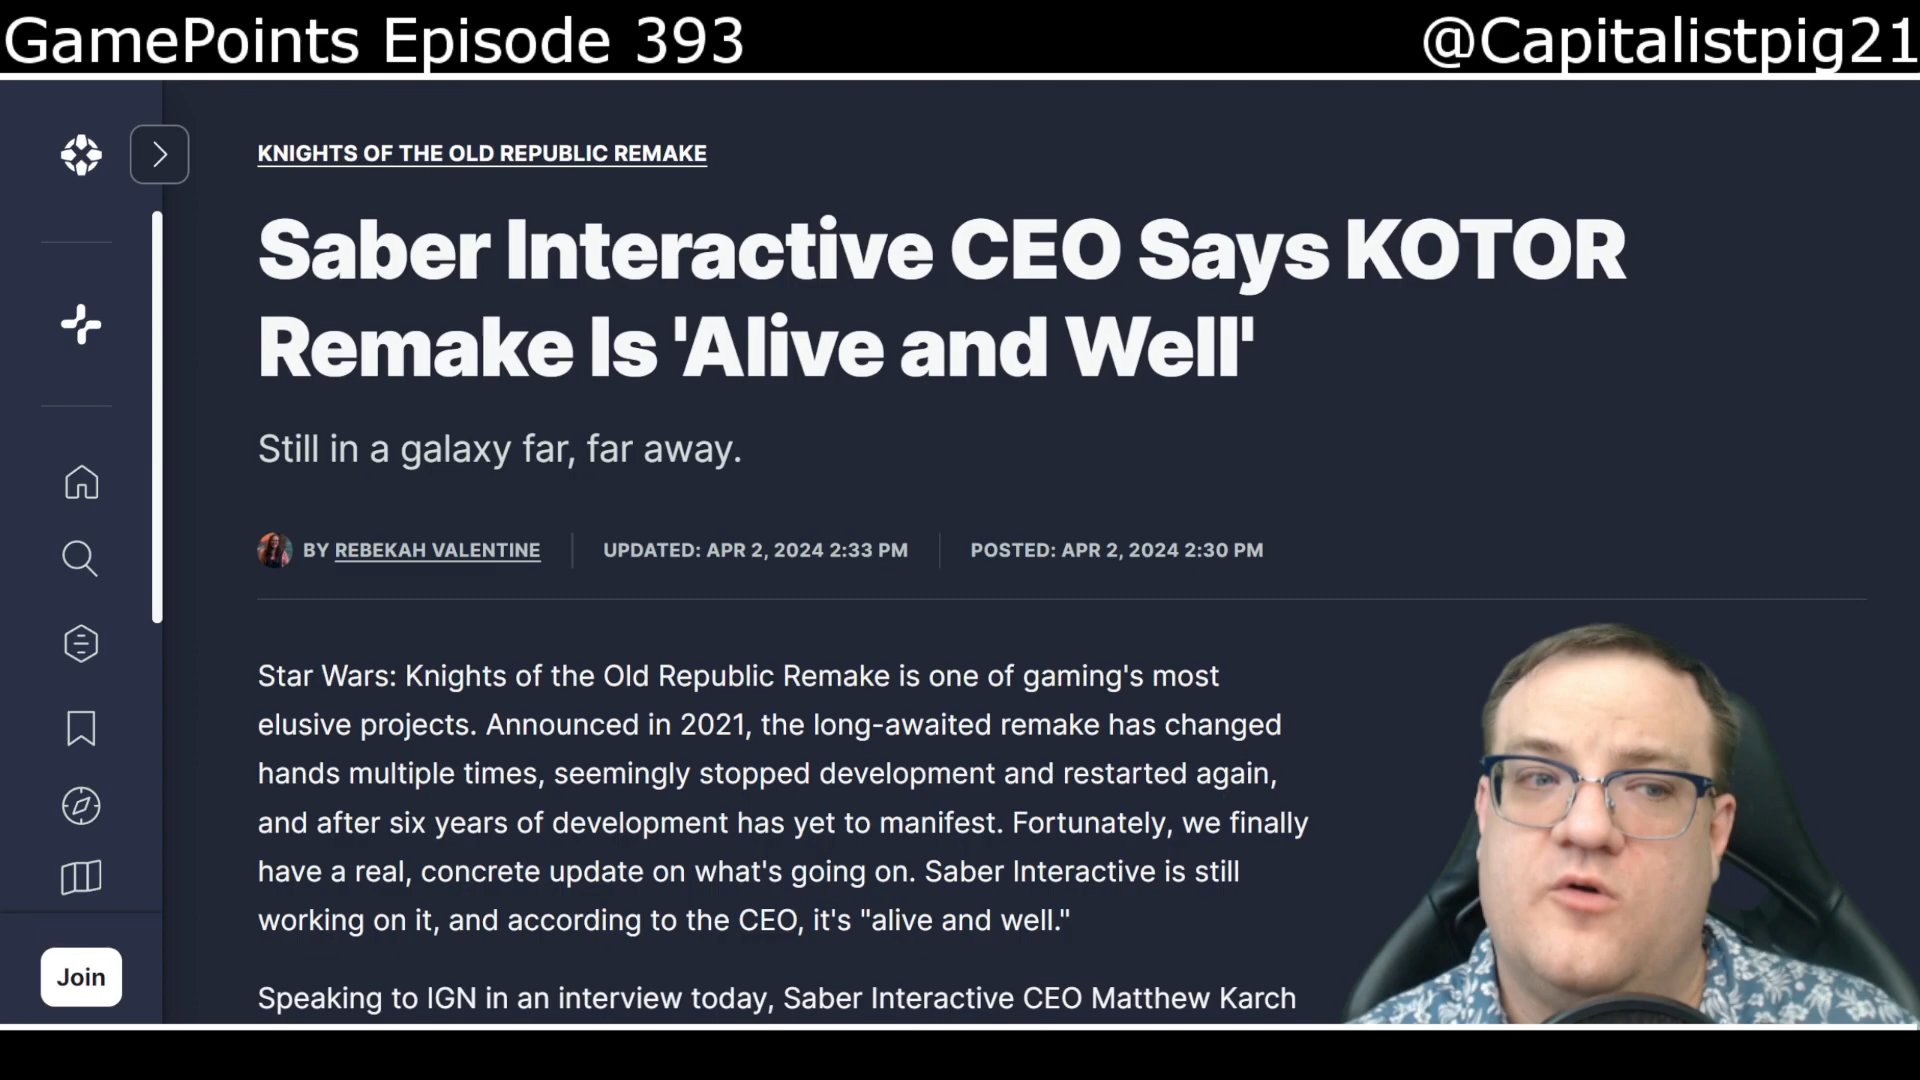 GamePoints Episode 393
@Capitalistpig21
KNIGHTS OF THE OLD REPUBLIC REMAKE
Saber Interactive CEO Says KOTOR
Remake Is 'Alive and Well'
Still in a galaxy far, far away.
BY REBEKAH VALENTINE
UPDATED: APR 2, 2024 2:33 PM
POSTED: APR 2, 2024 2:30 PM
Star Wars: Knights of the Old Republic Remake is one of gaming's most
elusive projects. Announced in 2021, the long-awaited remake has changed
hands multiple times, seemingly stopped development and restarted again,
and after six years of development has yet to manifest. Fortunately, we finally
have a real, concrete update on what's going on. Saber Interactive is still
working on it, and according to the CEO, it's "alive and well."
Join
Speaking to IGN in an interview today, Saber Interactive CEO Matthew Karch